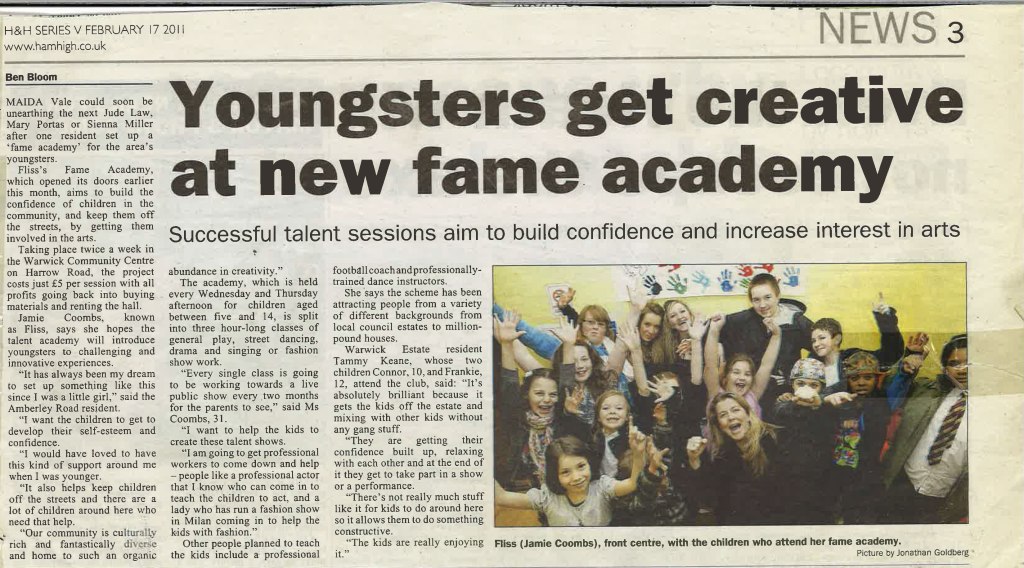 H&H SERIES V FEBRUARY 17 2011
www.hamhigh.co.uk
NEWS 3
Ben Bloom
Youngsters get creative
at new fame academy
Successful talent sessions aim to build confidence and increase interest in arts
MAIDA Vale could soon be
unearthing the next Jude Law,
Mary Portas or Sienna Miller
after one resident set up a
‘fame academy’ for the area’s
youngsters.
Fliss’s Fame Academy,
which opened its doors earlier
this month, aims to build the
confidence of children in the
community, and keep them off
the streets, by getting them
involved in the arts.
Taking place twice a week in
the Warwick Community Centre
on Harrow Road, the project
costs just £5 per session with all
profits going back into buying
materials and renting the hall.
Jamie Coombs, known
as Fliss, says she hopes the
talent academy will introduce
youngsters to challenging and
innovative experiences.
“It has always been my dream
to set up something like this
since I was a little girl,” said the
Amberley Road resident.
“I want the children to get to
develop their self-esteem and
confidence.
“I would have loved to have
this kind of support around me
when I was younger.
“It also helps keep children
off the streets and there are a
lot of children around here who
need that help.
“Our community is culturally
rich and fantastically diverse
and home to such an organic
abundance in creativity.”
The academy, which is held
every Wednesday and Thursday
afternoon for children aged
between five and 14, is split
into three hour-long classes of
general play, street dancing,
drama and singing or fashion
show work.
“Every single class is going
to be working towards a live
public show every two months
for the parents to see,” said Ms
Coombs, 31.
“I want to help the kids to
create these talent shows.
“I am going to get professional
workers to come down and help
– people like a professional actor
that I know who can come in to
teach the children to act, and a
lady who has run a fashion show
in Milan coming in to help the
kids with fashion.”
Other people planned to teach
the kids include a professional
football coach and professionally-
trained dance instructors.
She says the scheme has been
attracting people from a variety
of different backgrounds from
local council estates to million-
pound houses.
Warwick Estate resident
Tammy Keane, whose two
children Connor, 10, and Frankie,
12, attend the club, said: “It’s
absolutely brilliant because it
gets the kids off the estate and
mixing with other kids without
any gang stuff.
“They are getting their
confidence built up, relaxing
with each other and at the end of
it they get to take part in a show
or a performance.
“There’s not really much stuff
like it for kids to do around here
so it allows them to do something
constructive.
“The kids are really enjoying
it.”
Fliss (Jamie Coombs), front centre, with the children who attend her fame academy.
Picture by Jonathan Goldberg